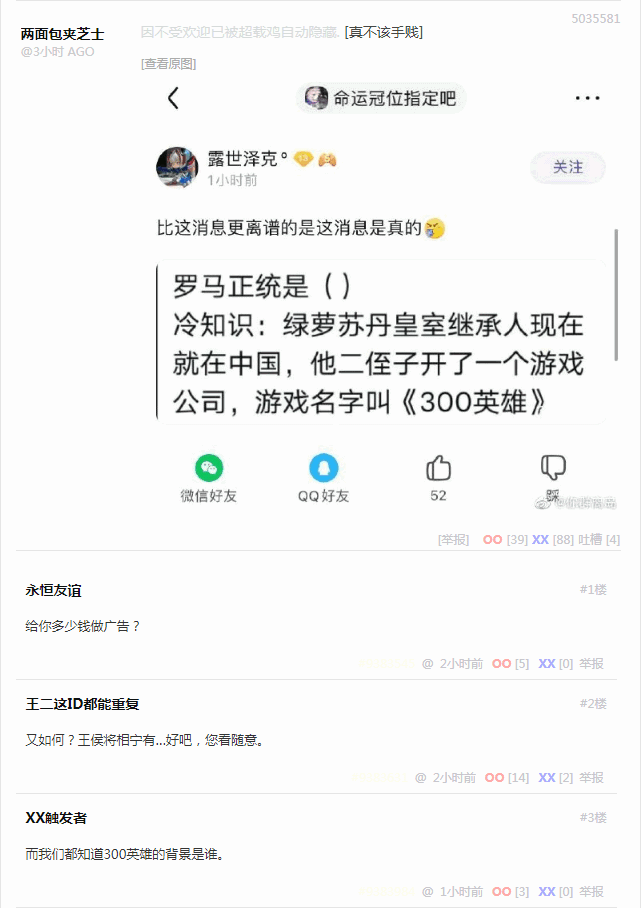 两面包夹芝士
@3小时 AGO
因不受欢迎已被超载鸡自动隐藏. [真不该手贱]
5035581
[查看原图]
命运冠位指定吧
露世泽克° 13
1小时前
关注
比这消息更离谱的是这消息是真的
罗马正统是（）
冷知识：绿萝苏丹皇室继承人现在
就在中国，他二侄子开了一个游戏
公司，游戏名字叫《300英雄》
微信好友
QQ好友
52
踩
[举报] OO [39] XX [88] 吐槽 [4]
永恒友谊
#1楼
给你多少钱做广告？
@ 2小时前 OO [5] XX [0] 举报
王二这ID都能重复
#2楼
又如何？王侯将相宁有...好吧，您看随意。
@ 2小时前 OO [14] XX [2] 举报
XX触发者
#3楼
而我们都知道300英雄的背景是谁。
@ 1小时前 OO [3] XX [0] 举报